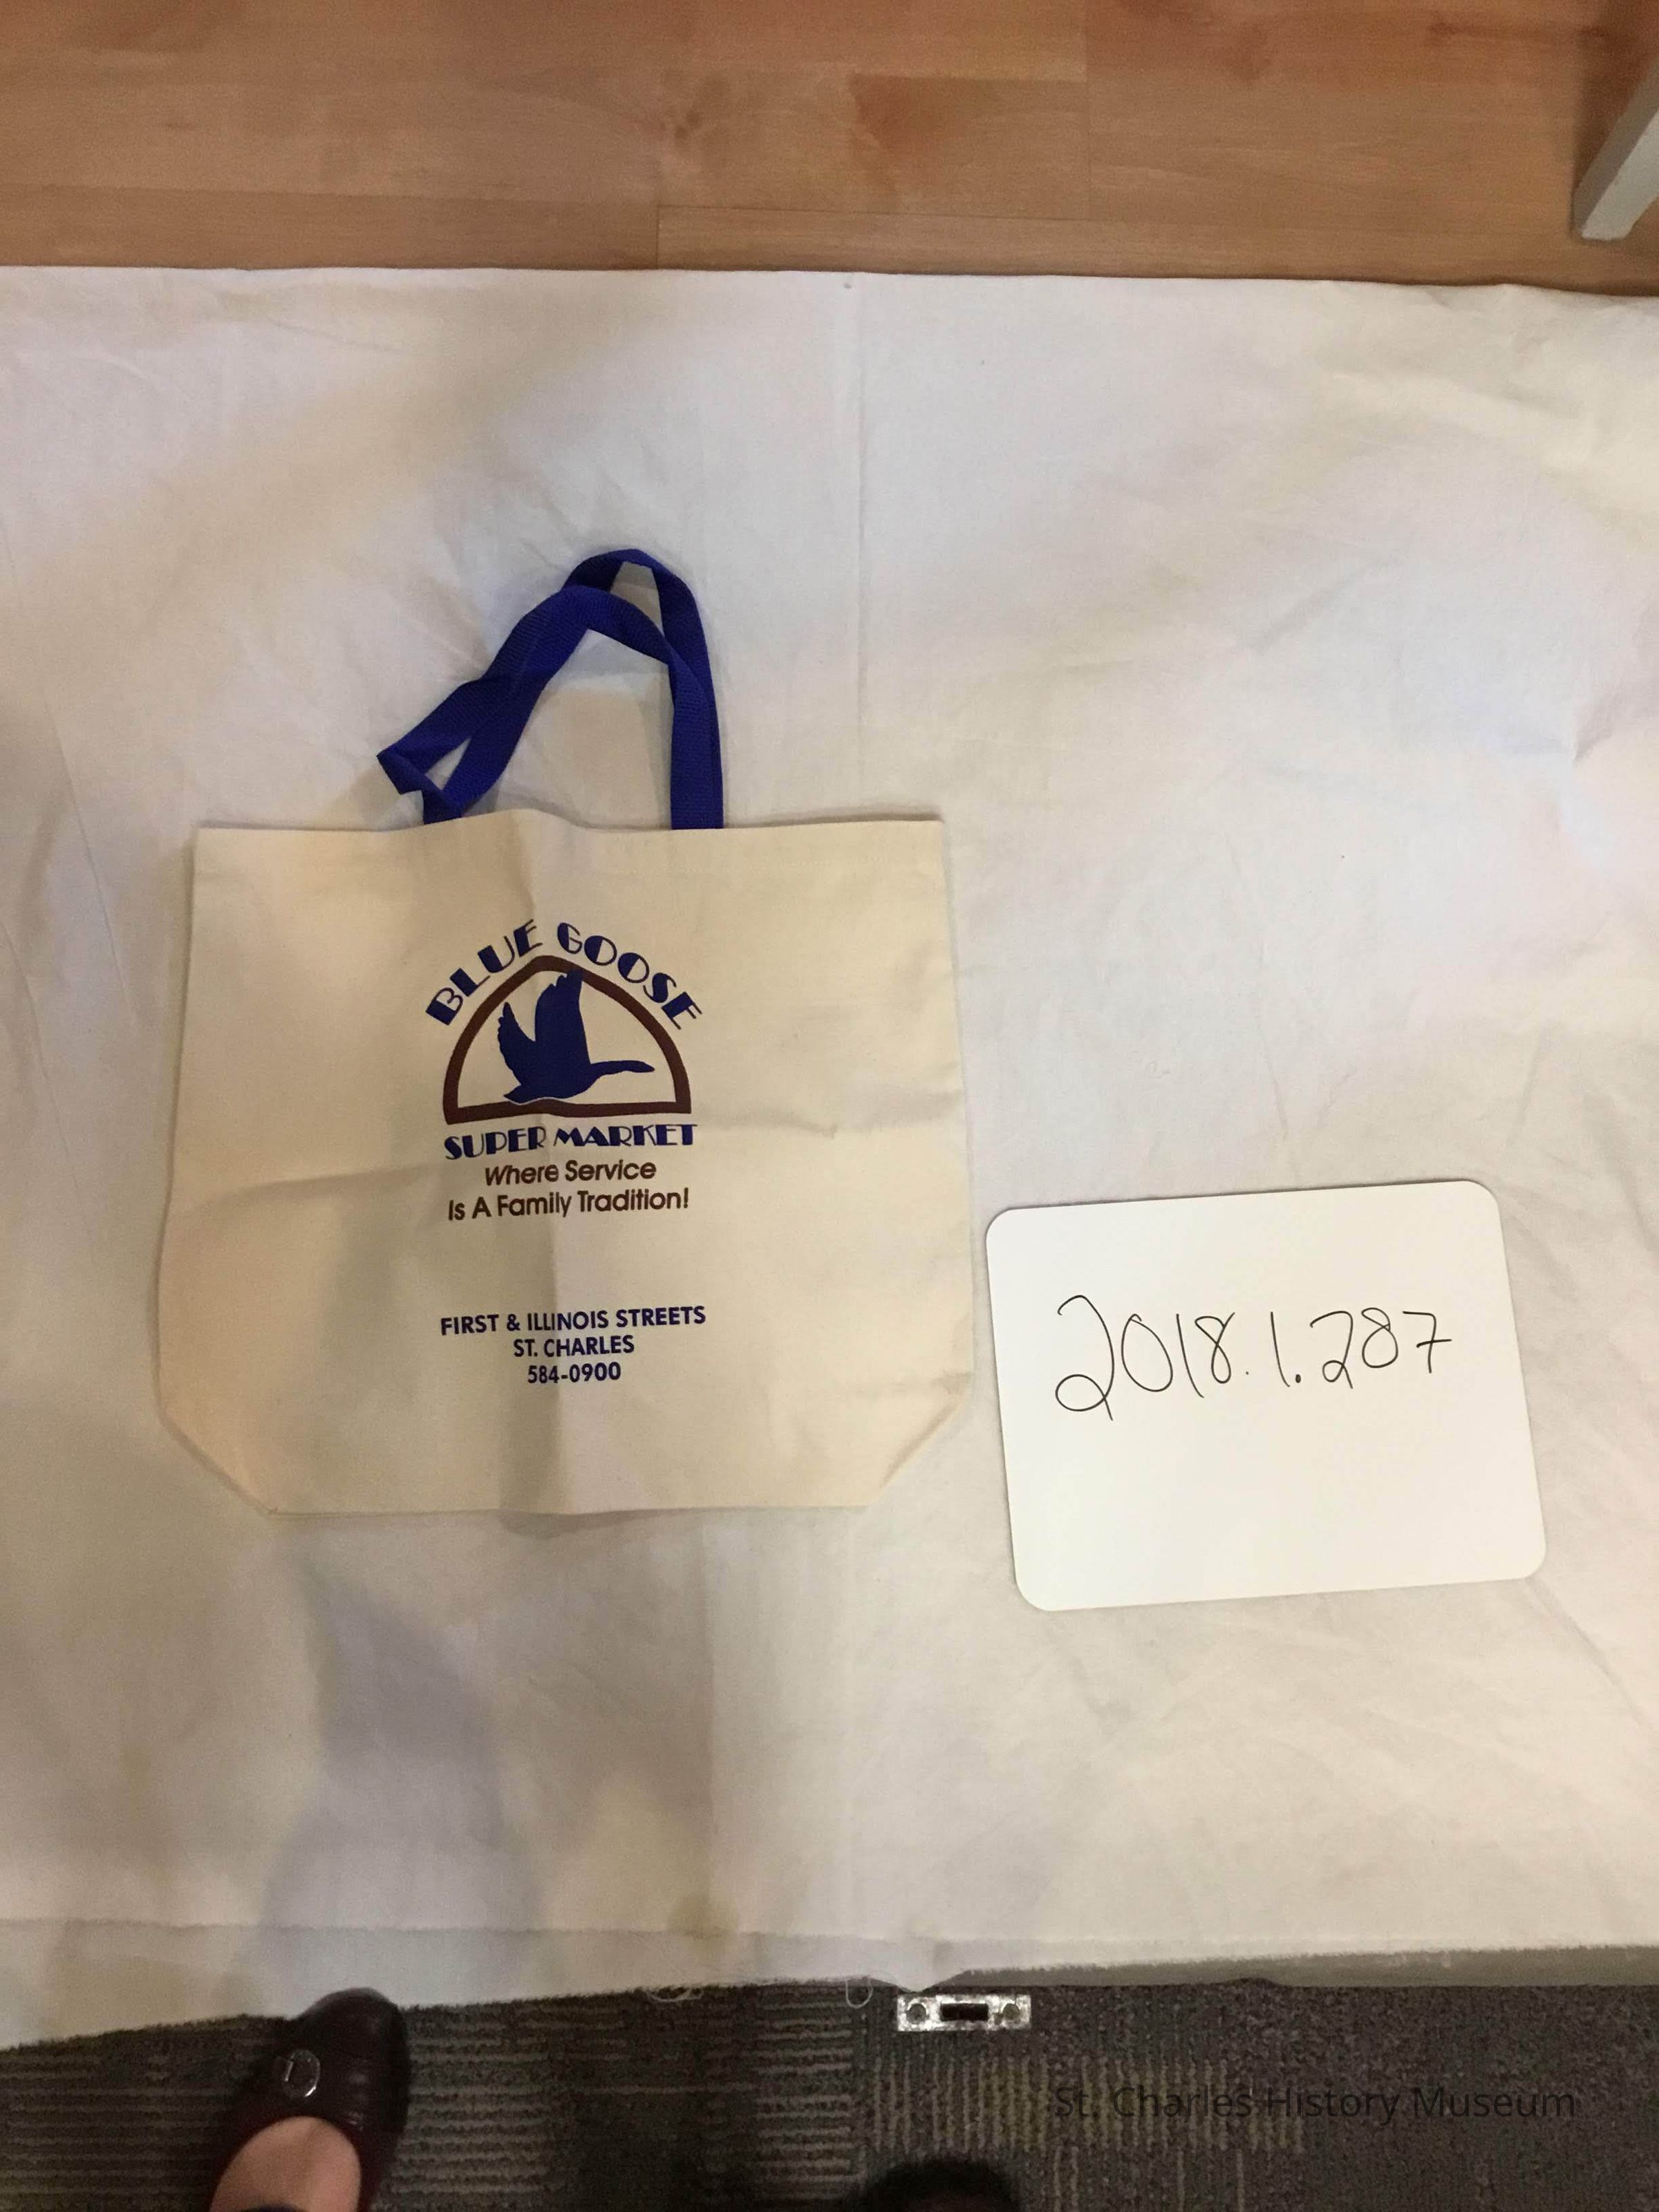 BLUE GOOSE
SUPER MARKET
Where Service
Is A Family Tradition!
FIRST & ILLINOIS STREETS
ST. CHARLES
584-0900
2018.1.287
St. Charles History Museum